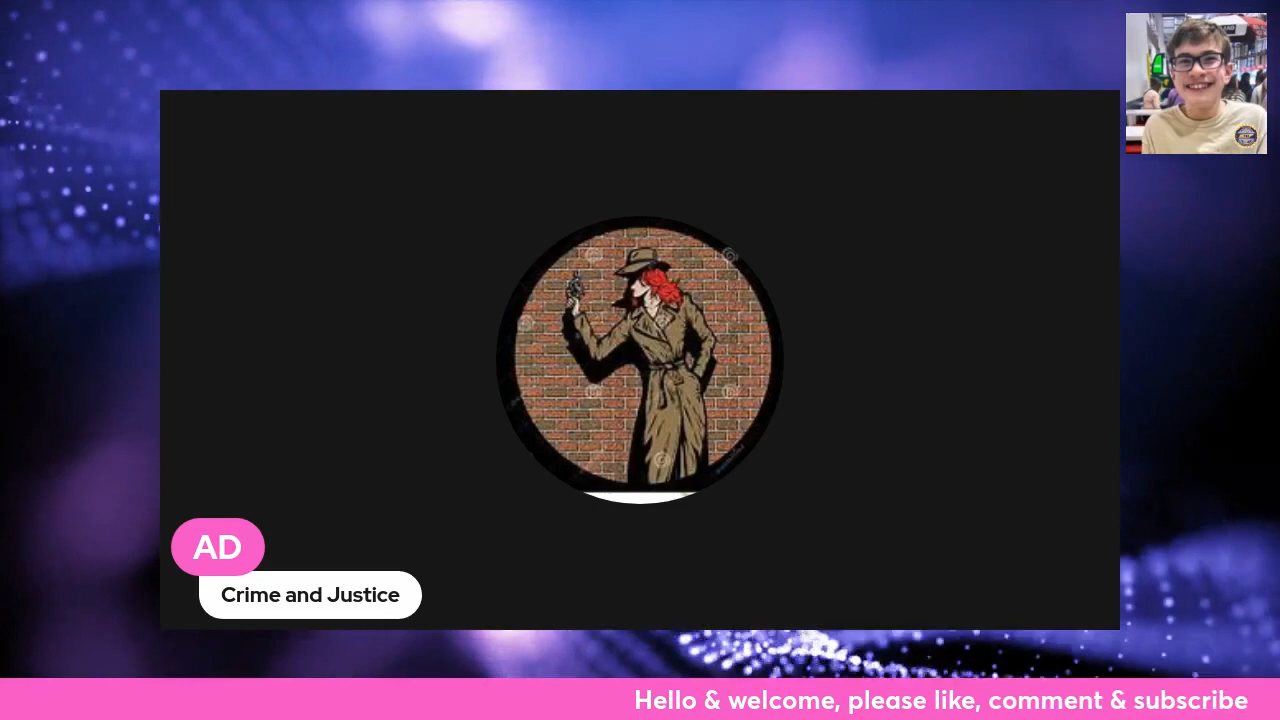 AD
Crime and Justice
Hello & welcome, please like, comment & subscribe